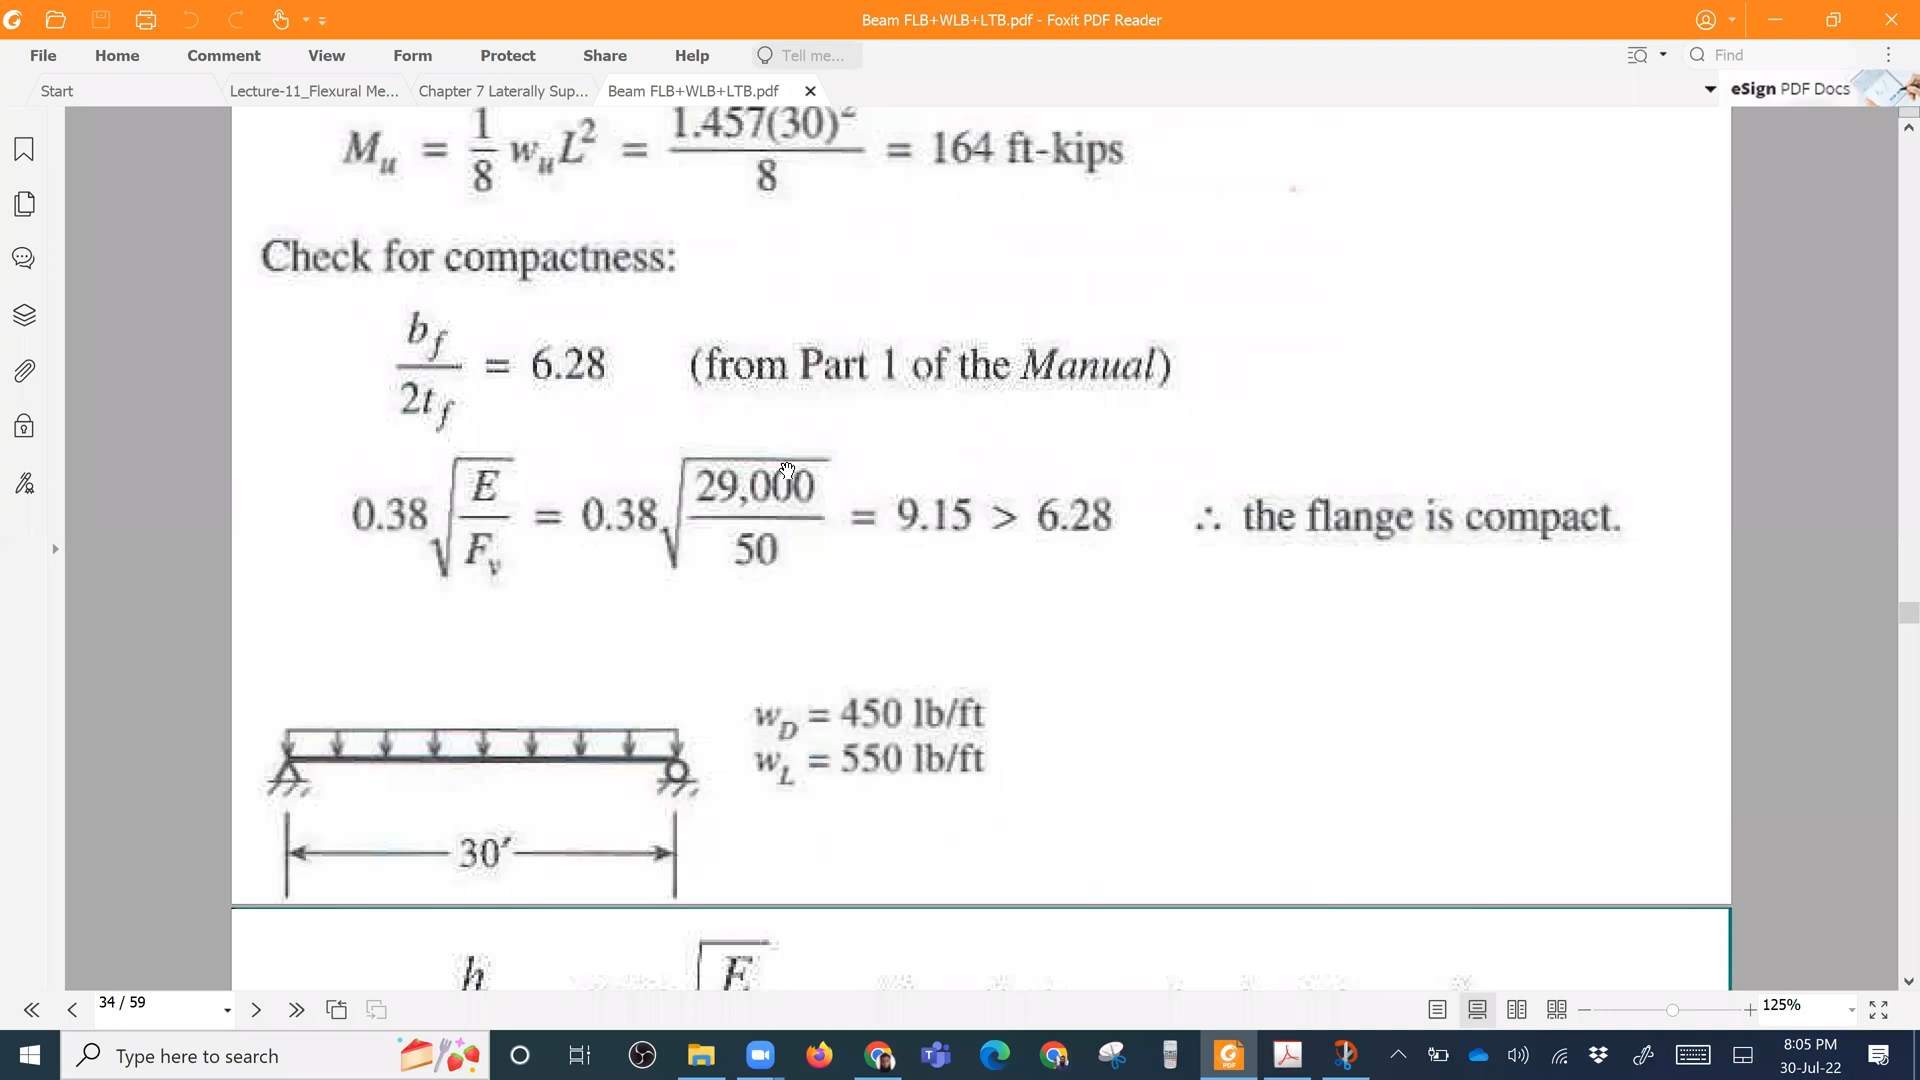 Beam FLB+WLB+LTB.pdf - Foxit PDF Reader
File Home Comment View Form Protect Share Help Tell me... Find
Start Lecture-11_Flexural Me... Chapter 7 Laterally Sup... Beam FLB+WLB+LTB.pdf eSign PDF Docs
M_u = 1/8 w_u L² = 1.457(30)²/8 = 164 ft-kips
Check for compactness:
b_f/2t_f = 6.28 (from Part 1 of the Manual)
0.38 √(E/F_y) = 0.38 √(29,000/50) = 9.15 > 6.28 ∴ the flange is compact.
w_D = 450 lb/ft
w_L = 550 lb/ft
30′
h
34 / 59 125%
Type here to search
8:05 PM
30-Jul-22